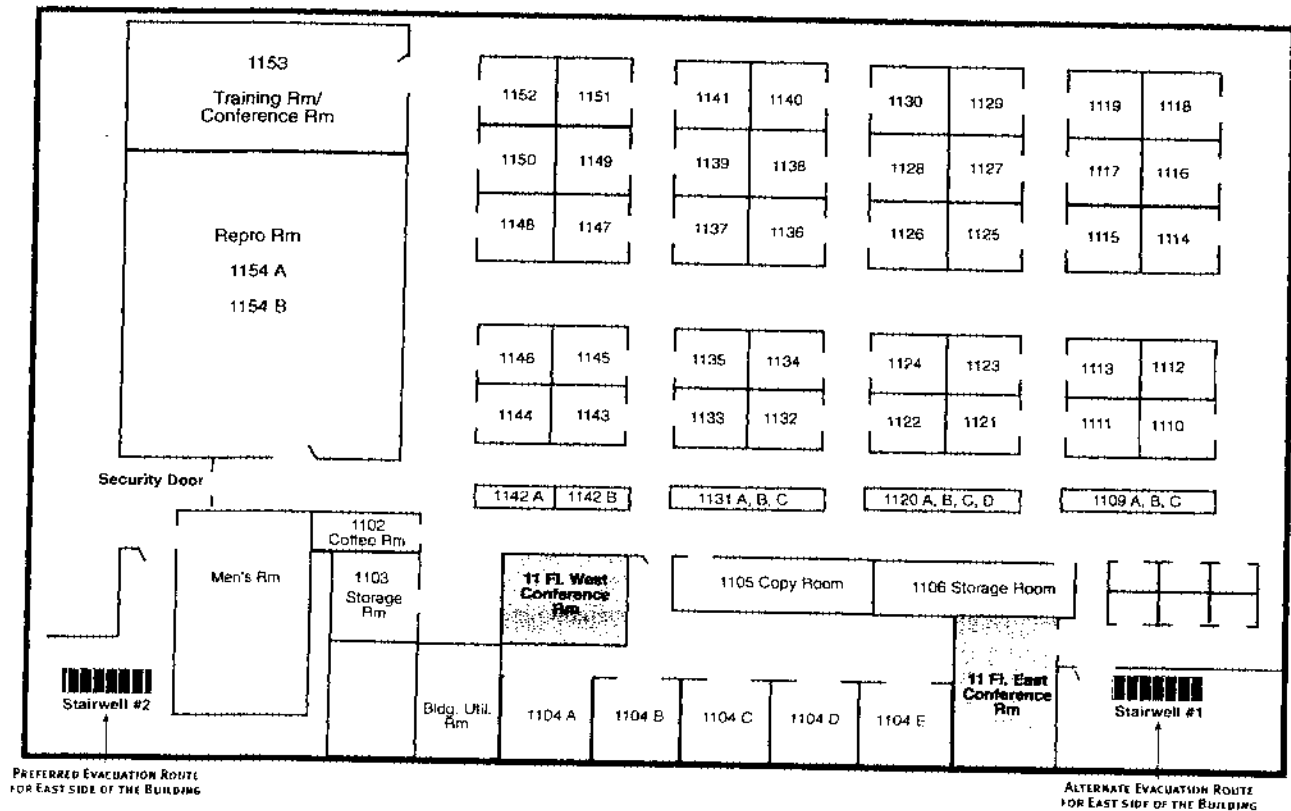 1153
Training Rm/
Conference Rm
1152 1151
1141 1140
1130 1129
1119 1118
1150 1149
1139 1138
1128 1127
1117 1116
1148 1147
1137 1136
1126 1125
1115 1114
Repro Rm
1154 A
1154 B
1146 1145
1135 1134
1124 1123
1113 1112
1144 1143
1133 1132
1122 1121
1111 1110
Security Door
1142 A 1142 B
1131 A, B, C
1120 A, B, C, D
1109 A, B, C
1102
Coffee Rm
Men's Rm
1103
Storage
Rm
11 Fl. West
Conference
Rm
1105 Copy Room
1106 Storage Room
Stairwell #2
Bldg. Util.
Rm
1104 A
1104 B
1104 C
1104 D
1104 E
11 Fl. East
Conference
Rm
Stairwell #1
PREFERRED EVACUATION ROUTE
FOR EAST SIDE OF THE BUILDING
ALTERNATE EVACUATION ROUTE
FOR EAST SIDE OF THE BUILDING